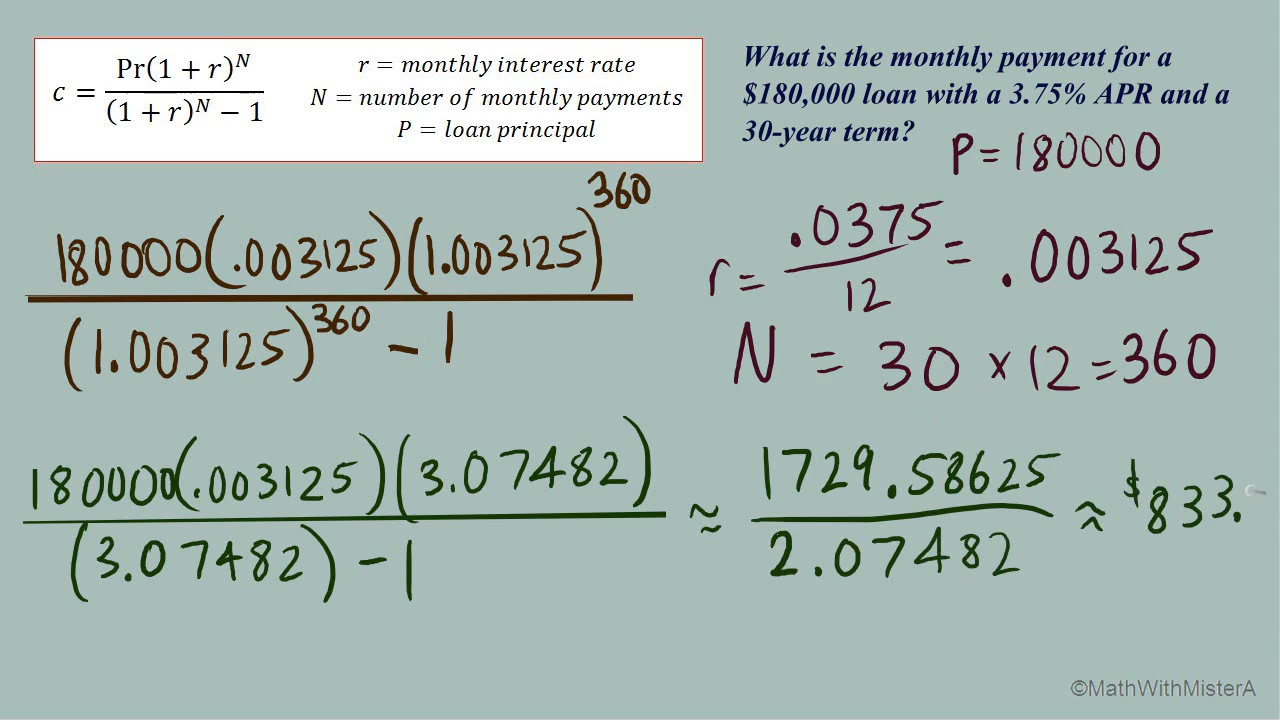 c = Pr(1 + r)^N / (1 + r)^N − 1
r = monthly interest rate
N = number of monthly payments
P = loan principal
What is the monthly payment for a
$180,000 loan with a 3.75% APR and a
30-year term?
P = 180000
r = .0375 / 12 = .003125
N = 30 × 12 = 360
180000(.003125)(1.003125)^360
(1.003125)^360 − 1
180000(.003125)(3.07482)
(3.07482) − 1
≈ 1729.58625 / 2.07482 ≈ $833.
©MathWithMisterA